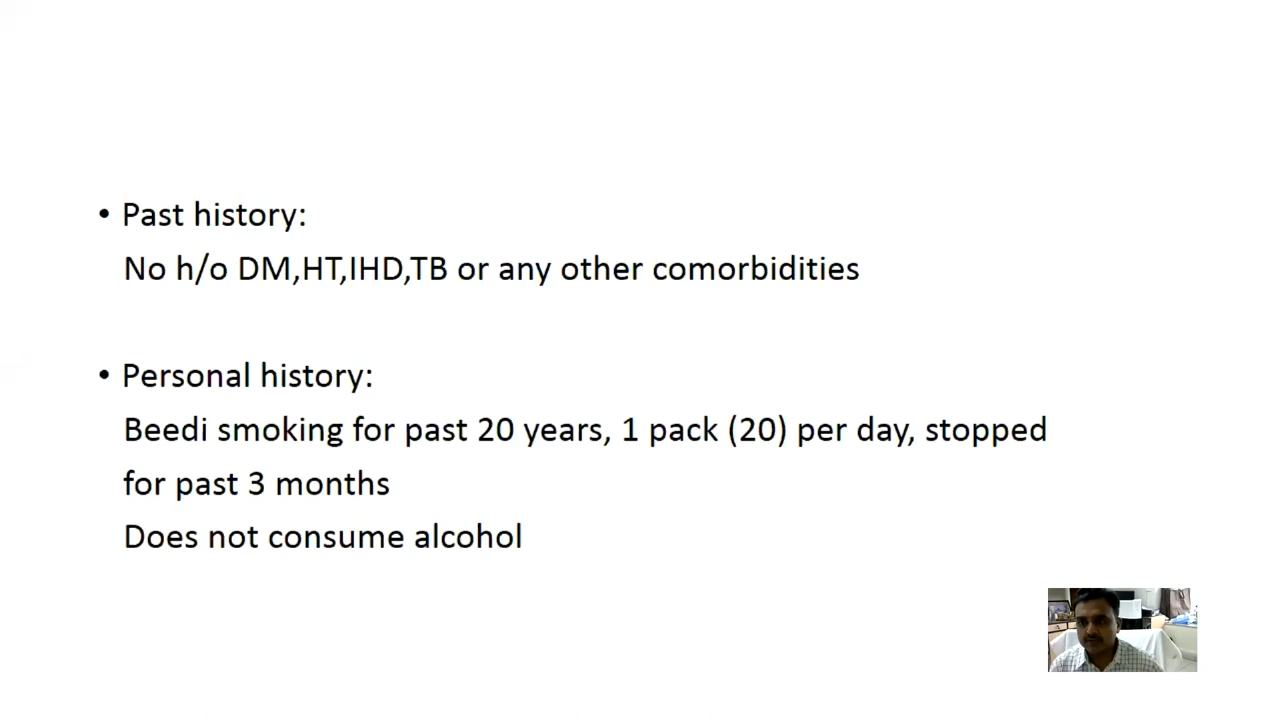 • Past history:
No h/o DM,HT,IHD,TB or any other comorbidities
• Personal history:
Beedi smoking for past 20 years, 1 pack (20) per day, stopped
for past 3 months
Does not consume alcohol